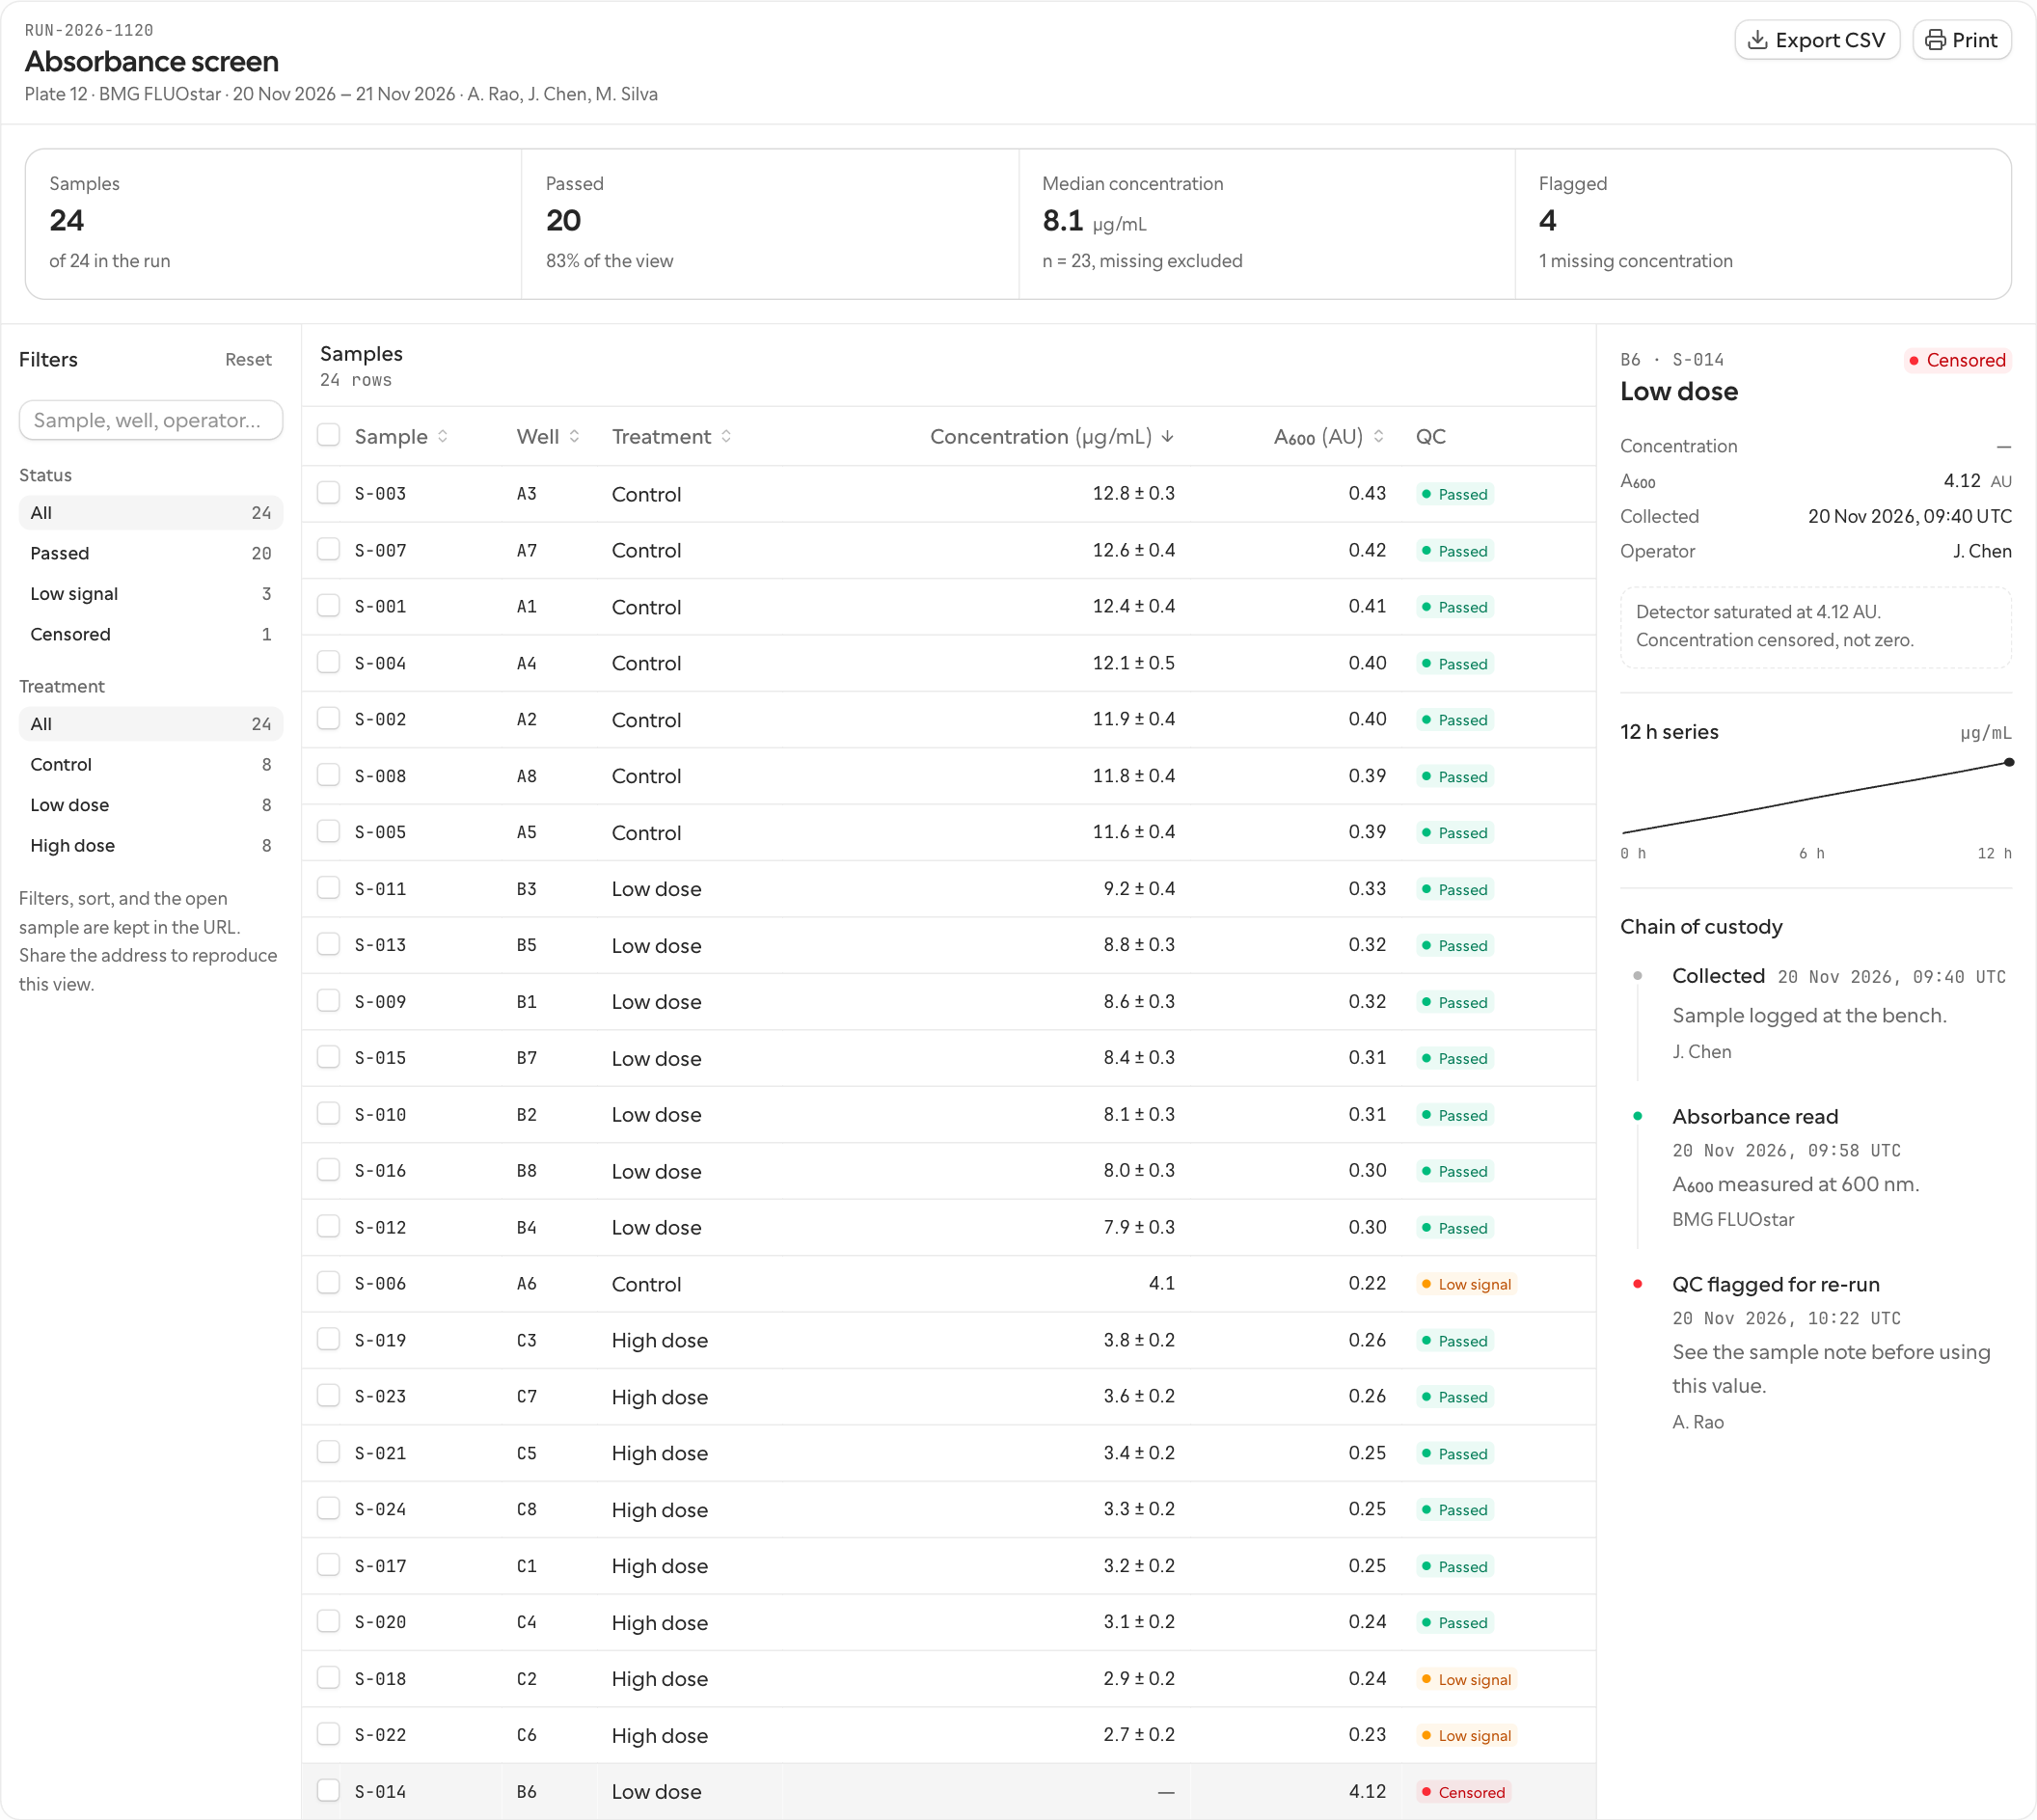 RUN-2026-1120
Absorbance screen
Plate 12 · BMG FLUOstar · 20 Nov 2026 – 21 Nov 2026 · A. Rao, J. Chen, M. Silva
Export CSV
Print
Samples
24
of 24 in the run
Passed
20
83% of the view
Median concentration
8.1 µg/mL
n = 23, missing excluded
Flagged
4
1 missing concentration
Filters
Reset
Sample, well, operator...
Status
All 24
Passed 20
Low signal 3
Censored 1
Treatment
All 24
Control 8
Low dose 8
High dose 8
Filters, sort, and the open
sample are kept in the URL.
Share the address to reproduce
this view.
Samples
24 rows
Sample Well Treatment Concentration (µg/mL) ↓ A₆₀₀ (AU) QC
S-003 A3 Control 12.8 ± 0.3 0.43 Passed
S-007 A7 Control 12.6 ± 0.4 0.42 Passed
S-001 A1 Control 12.4 ± 0.4 0.41 Passed
S-004 A4 Control 12.1 ± 0.5 0.40 Passed
S-002 A2 Control 11.9 ± 0.4 0.40 Passed
S-008 A8 Control 11.8 ± 0.4 0.39 Passed
S-005 A5 Control 11.6 ± 0.4 0.39 Passed
S-011 B3 Low dose 9.2 ± 0.4 0.33 Passed
S-013 B5 Low dose 8.8 ± 0.3 0.32 Passed
S-009 B1 Low dose 8.6 ± 0.3 0.32 Passed
S-015 B7 Low dose 8.4 ± 0.3 0.31 Passed
S-010 B2 Low dose 8.1 ± 0.3 0.31 Passed
S-016 B8 Low dose 8.0 ± 0.3 0.30 Passed
S-012 B4 Low dose 7.9 ± 0.3 0.30 Passed
S-006 A6 Control 4.1 0.22 Low signal
S-019 C3 High dose 3.8 ± 0.2 0.26 Passed
S-023 C7 High dose 3.6 ± 0.2 0.26 Passed
S-021 C5 High dose 3.4 ± 0.2 0.25 Passed
S-024 C8 High dose 3.3 ± 0.2 0.25 Passed
S-017 C1 High dose 3.2 ± 0.2 0.25 Passed
S-020 C4 High dose 3.1 ± 0.2 0.24 Passed
S-018 C2 High dose 2.9 ± 0.2 0.24 Low signal
S-022 C6 High dose 2.7 ± 0.2 0.23 Low signal
S-014 B6 Low dose — 4.12 Censored
B6 · S-014 Censored
Low dose
Concentration —
A₆₀₀ 4.12 AU
Collected 20 Nov 2026, 09:40 UTC
Operator J. Chen
Detector saturated at 4.12 AU.
Concentration censored, not zero.
12 h series µg/mL
0 h 6 h 12 h
Chain of custody
Collected 20 Nov 2026, 09:40 UTC
Sample logged at the bench.
J. Chen
Absorbance read
20 Nov 2026, 09:58 UTC
A₆₀₀ measured at 600 nm.
BMG FLUOstar
QC flagged for re-run
20 Nov 2026, 10:22 UTC
See the sample note before using
this value.
A. Rao